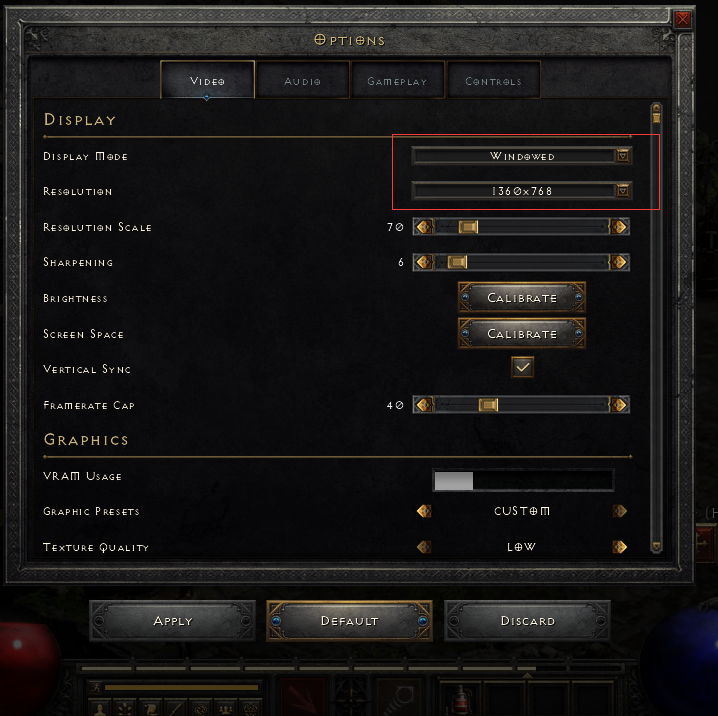 Options
Video Audio Gameplay Controls
Display
Display Mode Windowed
Resolution 1360x768
Resolution Scale 70
Sharpening 6
Brightness Calibrate
Screen Space Calibrate
Vertical Sync
Framerate Cap 40
Graphics
VRAM Usage
Graphic Presets Custom
Texture Quality Low
Apply Default Discard